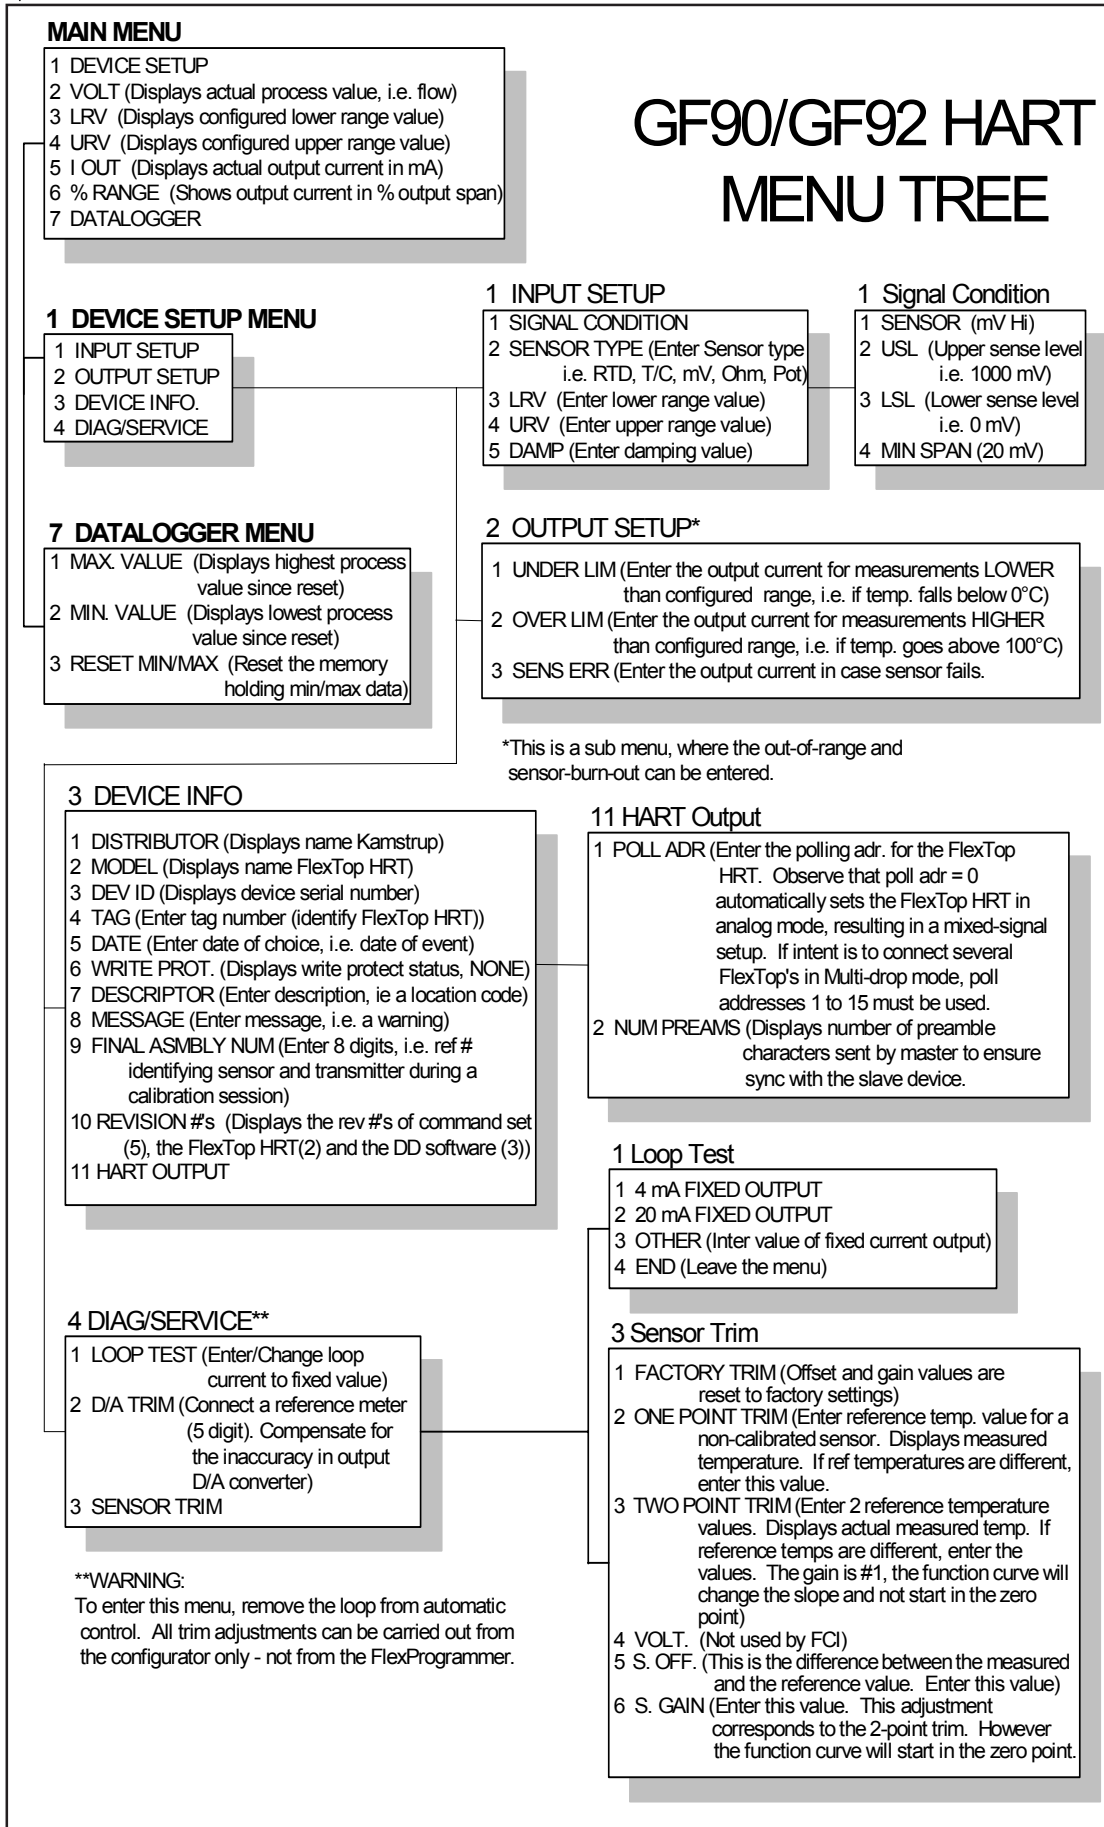 MAIN MENU
1 DEVICE SETUP
2 VOLT (Displays actual process value, i.e. flow)
3 LRV (Displays configured lower range value)
4 URV (Displays configured upper range value)
5 I OUT (Displays actual output current in mA)
6 % RANGE (Shows output current in % output span)
7 DATALOGGER
GF90/GF92 HART
MENU TREE
1 DEVICE SETUP MENU
1 INPUT SETUP
2 OUTPUT SETUP
3 DEVICE INFO.
4 DIAG/SERVICE
1 INPUT SETUP
1 SIGNAL CONDITION
2 SENSOR TYPE (Enter Sensor type
i.e. RTD, T/C, mV, Ohm, Pot)
3 LRV (Enter lower range value)
4 URV (Enter upper range value)
5 DAMP (Enter damping value)
1 Signal Condition
1 SENSOR (mV Hi)
2 USL (Upper sense level
i.e. 1000 mV)
3 LSL (Lower sense level
i.e. 0 mV)
4 MIN SPAN (20 mV)
7 DATALOGGER MENU
1 MAX. VALUE (Displays highest process
value since reset)
2 MIN. VALUE (Displays lowest process
value since reset)
3 RESET MIN/MAX (Reset the memory
holding min/max data)
2 OUTPUT SETUP*
1 UNDER LIM (Enter the output current for measurements LOWER
than configured range, i.e. if temp. falls below 0°C)
2 OVER LIM (Enter the output current for measurements HIGHER
than configured range, i.e. if temp. goes above 100°C)
3 SENS ERR (Enter the output current in case sensor fails.
*This is a sub menu, where the out-of-range and
sensor-burn-out can be entered.
3 DEVICE INFO
1 DISTRIBUTOR (Displays name Kamstrup)
2 MODEL (Displays name FlexTop HRT)
3 DEV ID (Displays device serial number)
4 TAG (Enter tag number (identify FlexTop HRT))
5 DATE (Enter date of choice, i.e. date of event)
6 WRITE PROT. (Displays write protect status, NONE)
7 DESCRIPTOR (Enter description, ie a location code)
8 MESSAGE (Enter message, i.e. a warning)
9 FINAL ASMBLY NUM (Enter 8 digits, i.e. ref #
identifying sensor and transmitter during a
calibration session)
10 REVISION #'s (Displays the rev #'s of command set
(5), the FlexTop HRT(2) and the DD software (3))
11 HART OUTPUT
11 HART Output
1 POLL ADR (Enter the polling adr. for the FlexTop
HRT. Observe that poll adr = 0
automatically sets the FlexTop HRT in
analog mode, resulting in a mixed-signal
setup. If intent is to connect several
FlexTop's in Multi-drop mode, poll
addresses 1 to 15 must be used.
2 NUM PREAMS (Displays number of preamble
characters sent by master to ensure
sync with the slave device.
1 Loop Test
1 4 mA FIXED OUTPUT
2 20 mA FIXED OUTPUT
3 OTHER (Inter value of fixed current output)
4 END (Leave the menu)
4 DIAG/SERVICE**
1 LOOP TEST (Enter/Change loop
current to fixed value)
2 D/A TRIM (Connect a reference meter
(5 digit). Compensate for
the inaccuracy in output
D/A converter)
3 SENSOR TRIM
**WARNING:
To enter this menu, remove the loop from automatic
control. All trim adjustments can be carried out from
the configurator only - not from the FlexProgrammer.
3 Sensor Trim
1 FACTORY TRIM (Offset and gain values are
reset to factory settings)
2 ONE POINT TRIM (Enter reference temp. value for a
non-calibrated sensor. Displays measured
temperature. If ref temperatures are different,
enter this value.
3 TWO POINT TRIM (Enter 2 reference temperature
values. Displays actual measured temp. If
reference temps are different, enter the
values. The gain is #1, the function curve will
change the slope and not start in the zero
point)
4 VOLT. (Not used by FCI)
5 S. OFF. (This is the difference between the measured
and the reference value. Enter this value)
6 S. GAIN (Enter this value. This adjustment
corresponds to the 2-point trim. However
the function curve will start in the zero point.